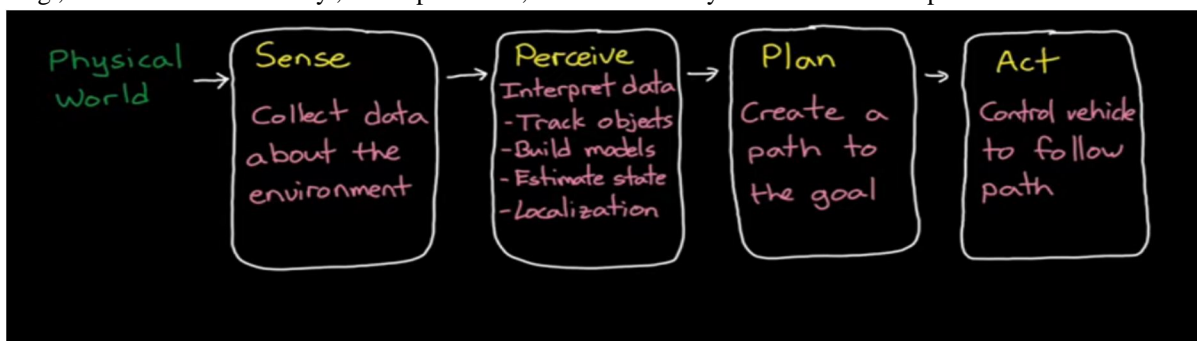 Physical
World
Sense
Collect data
about the
environment
Perceive
Interpret data
-Track objects
-Build models
-Estimate state
-Localization
Plan
Create a
path to
the goal
Act
Control vehicle
to follow
path